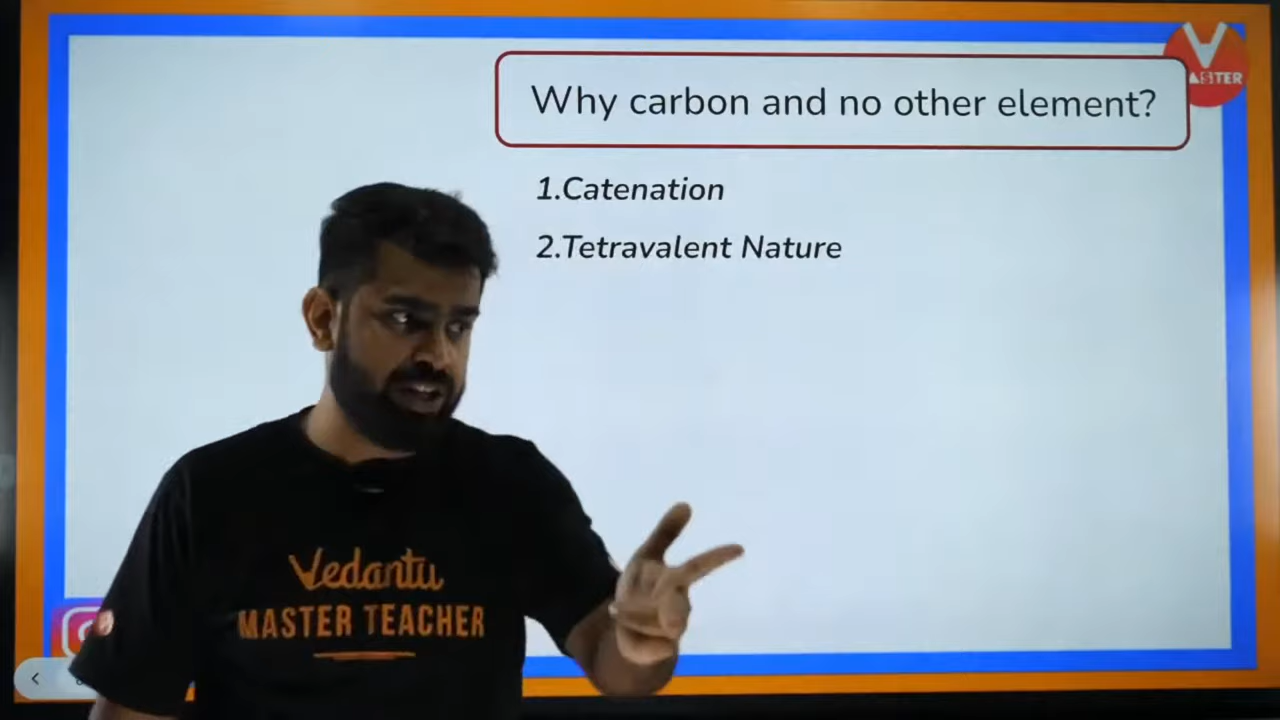 Why carbon and no other element?
1.Catenation
2.Tetravalent Nature
Vedantu
MASTER TEACHER